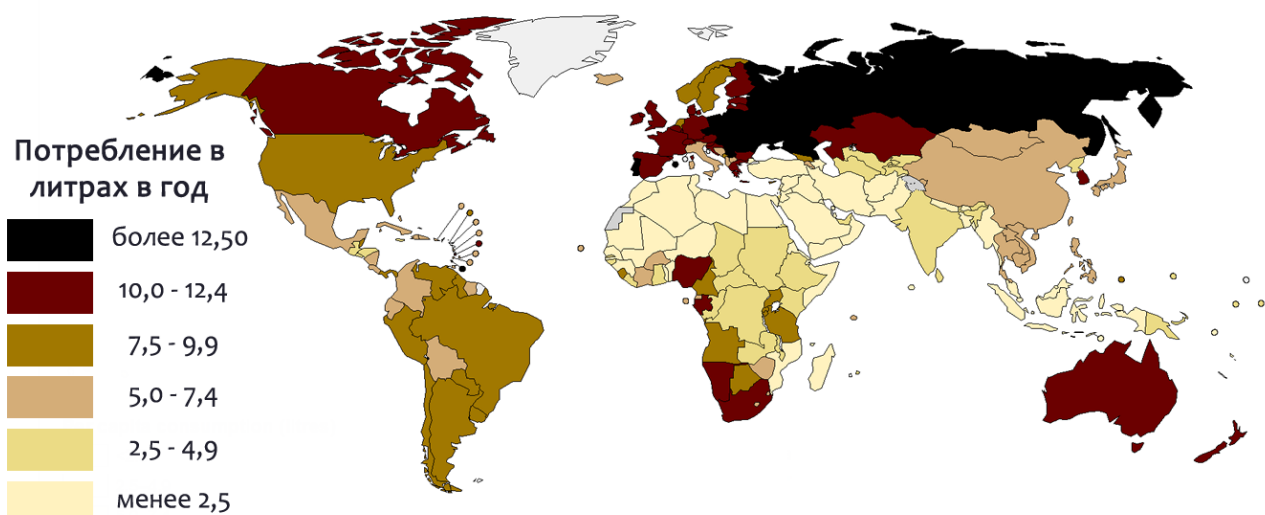 Потребление в
литрах в год
более 12,50
10,0 - 12,4
7,5 - 9,9
5,0 - 7,4
2,5 - 4,9
менее 2,5